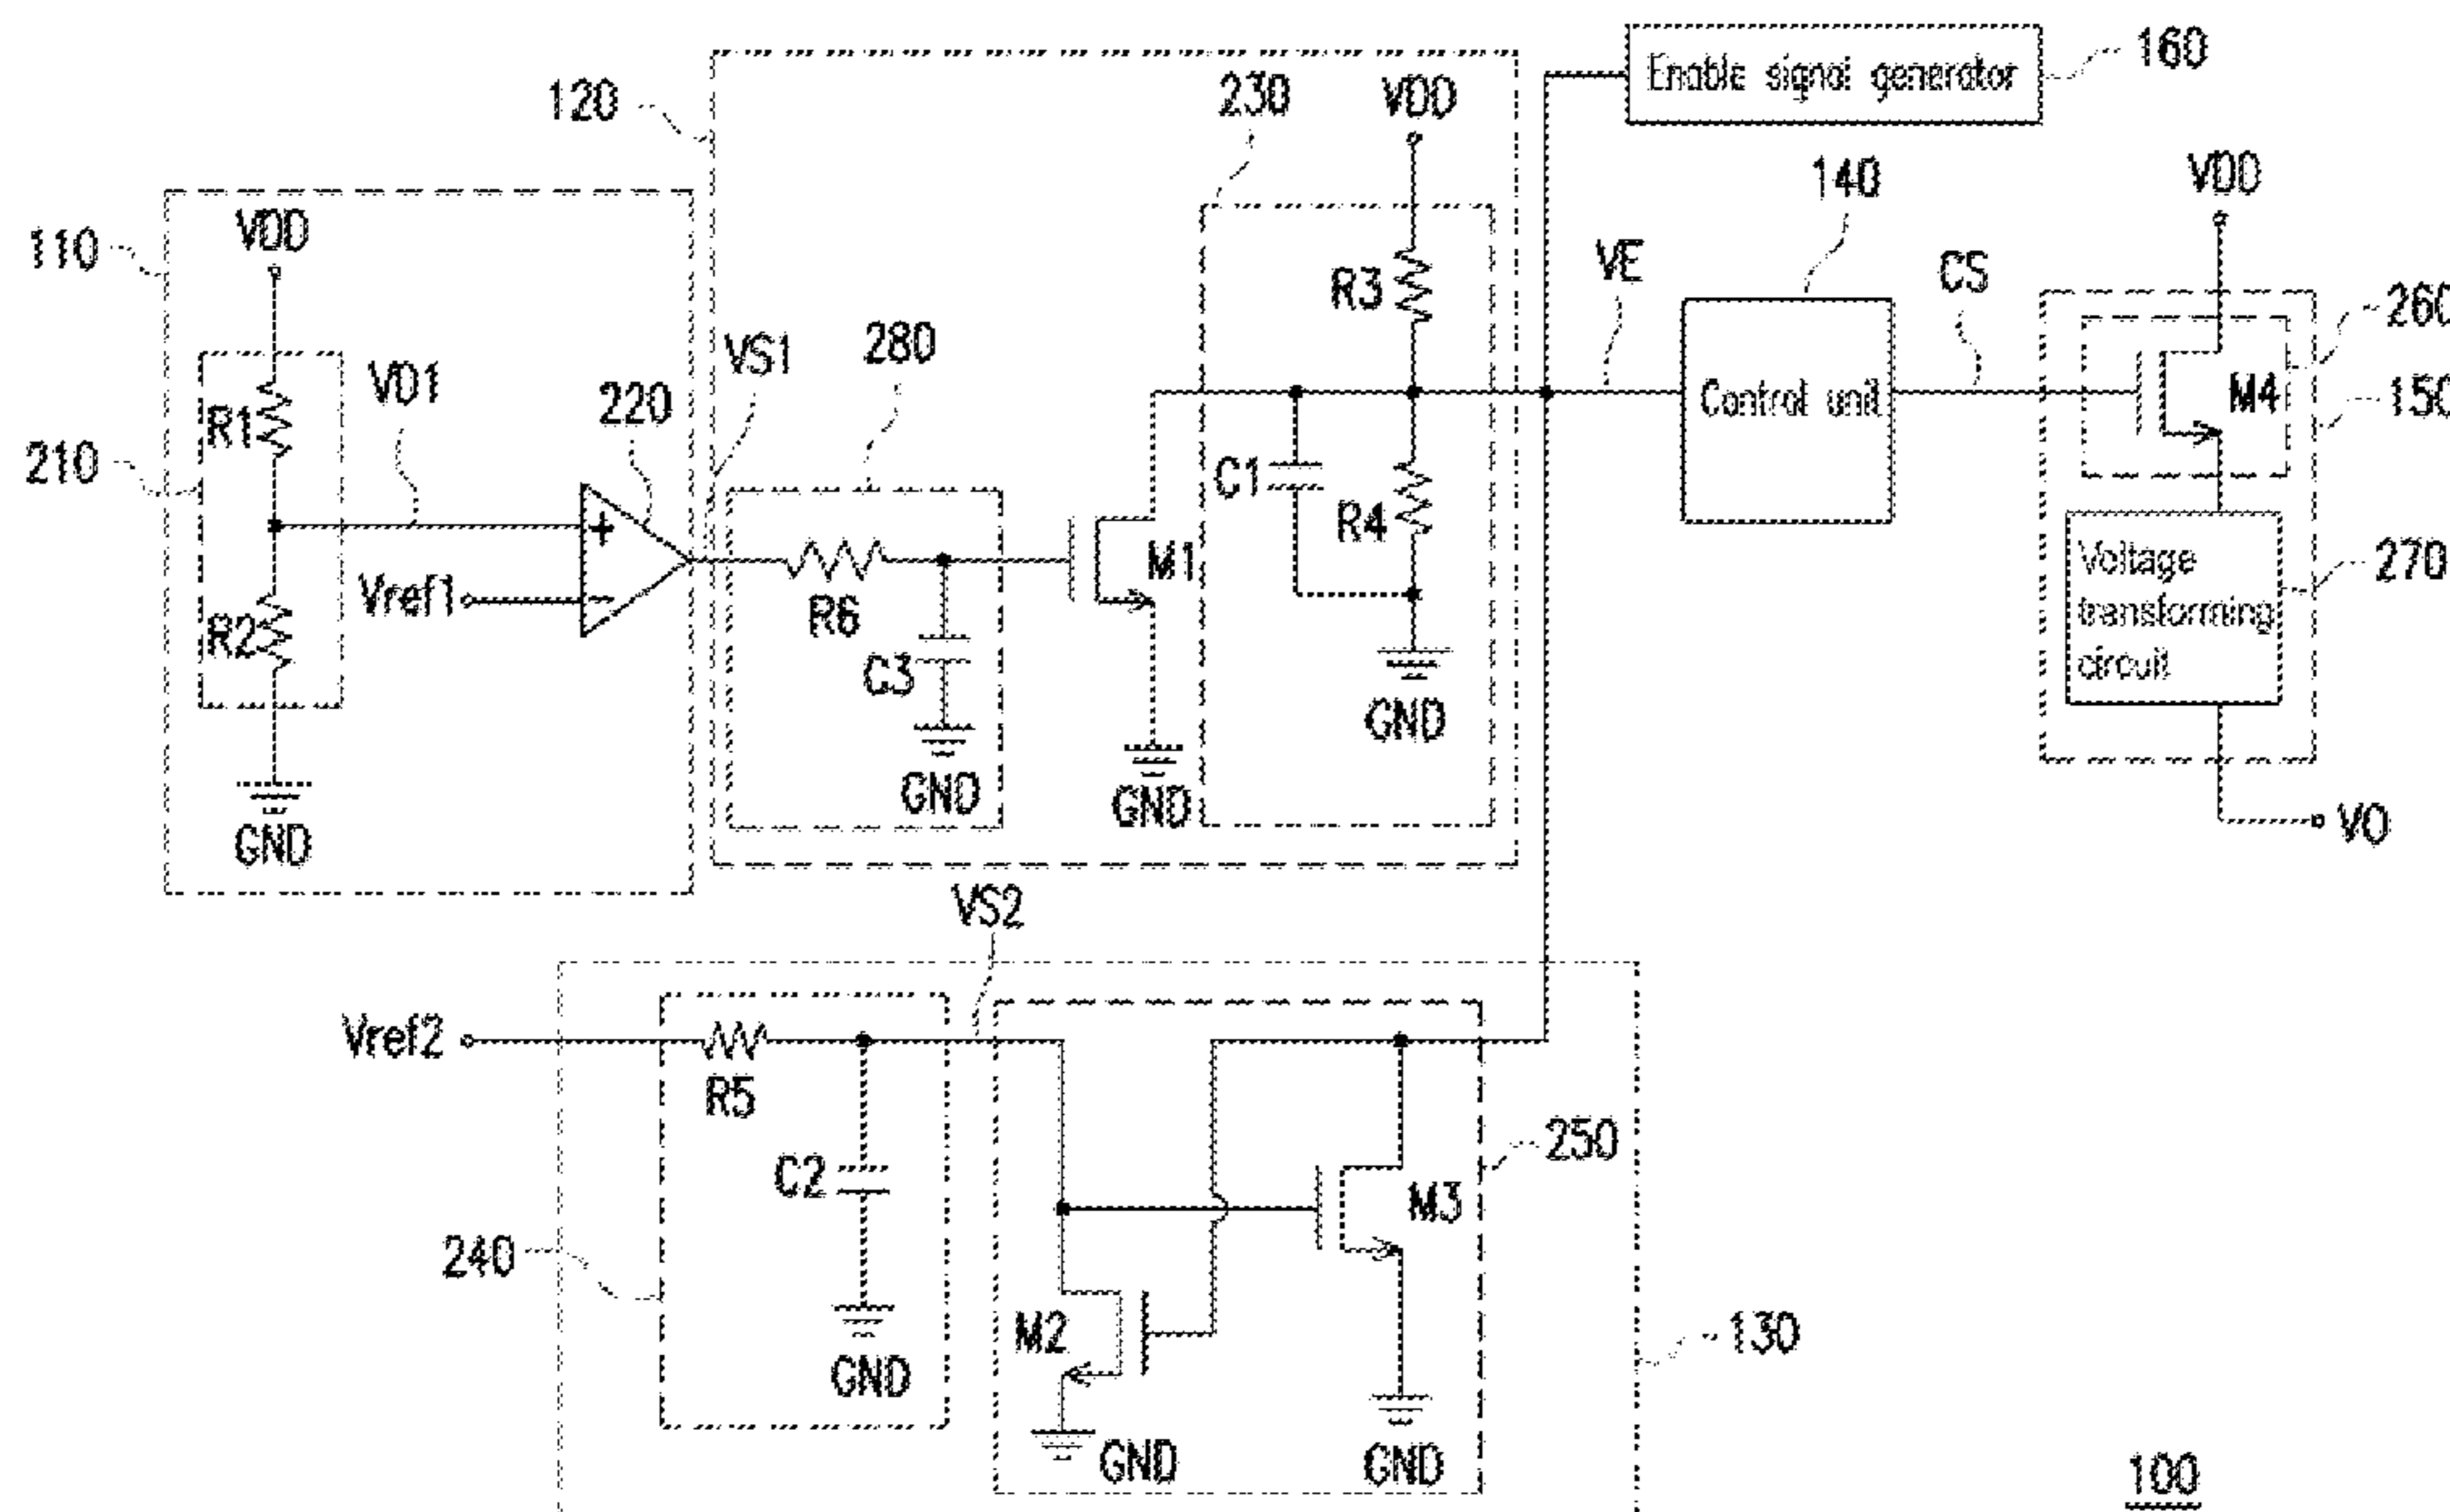 160
Enable signal generator
120
230
VDD
140
VDD
110
VDD
R3
VE
CS
260
VS1
280
Control unit
M4
150
210
R1
VD1
220
C1
R4
M1
Voltage
transforming
circuit
270
Vref1
R6
R2
C3
GND
GND
GND
GND
VO
VS2
Vref2
R5
250
C2
M3
240
M2
130
GND
GND
GND
100